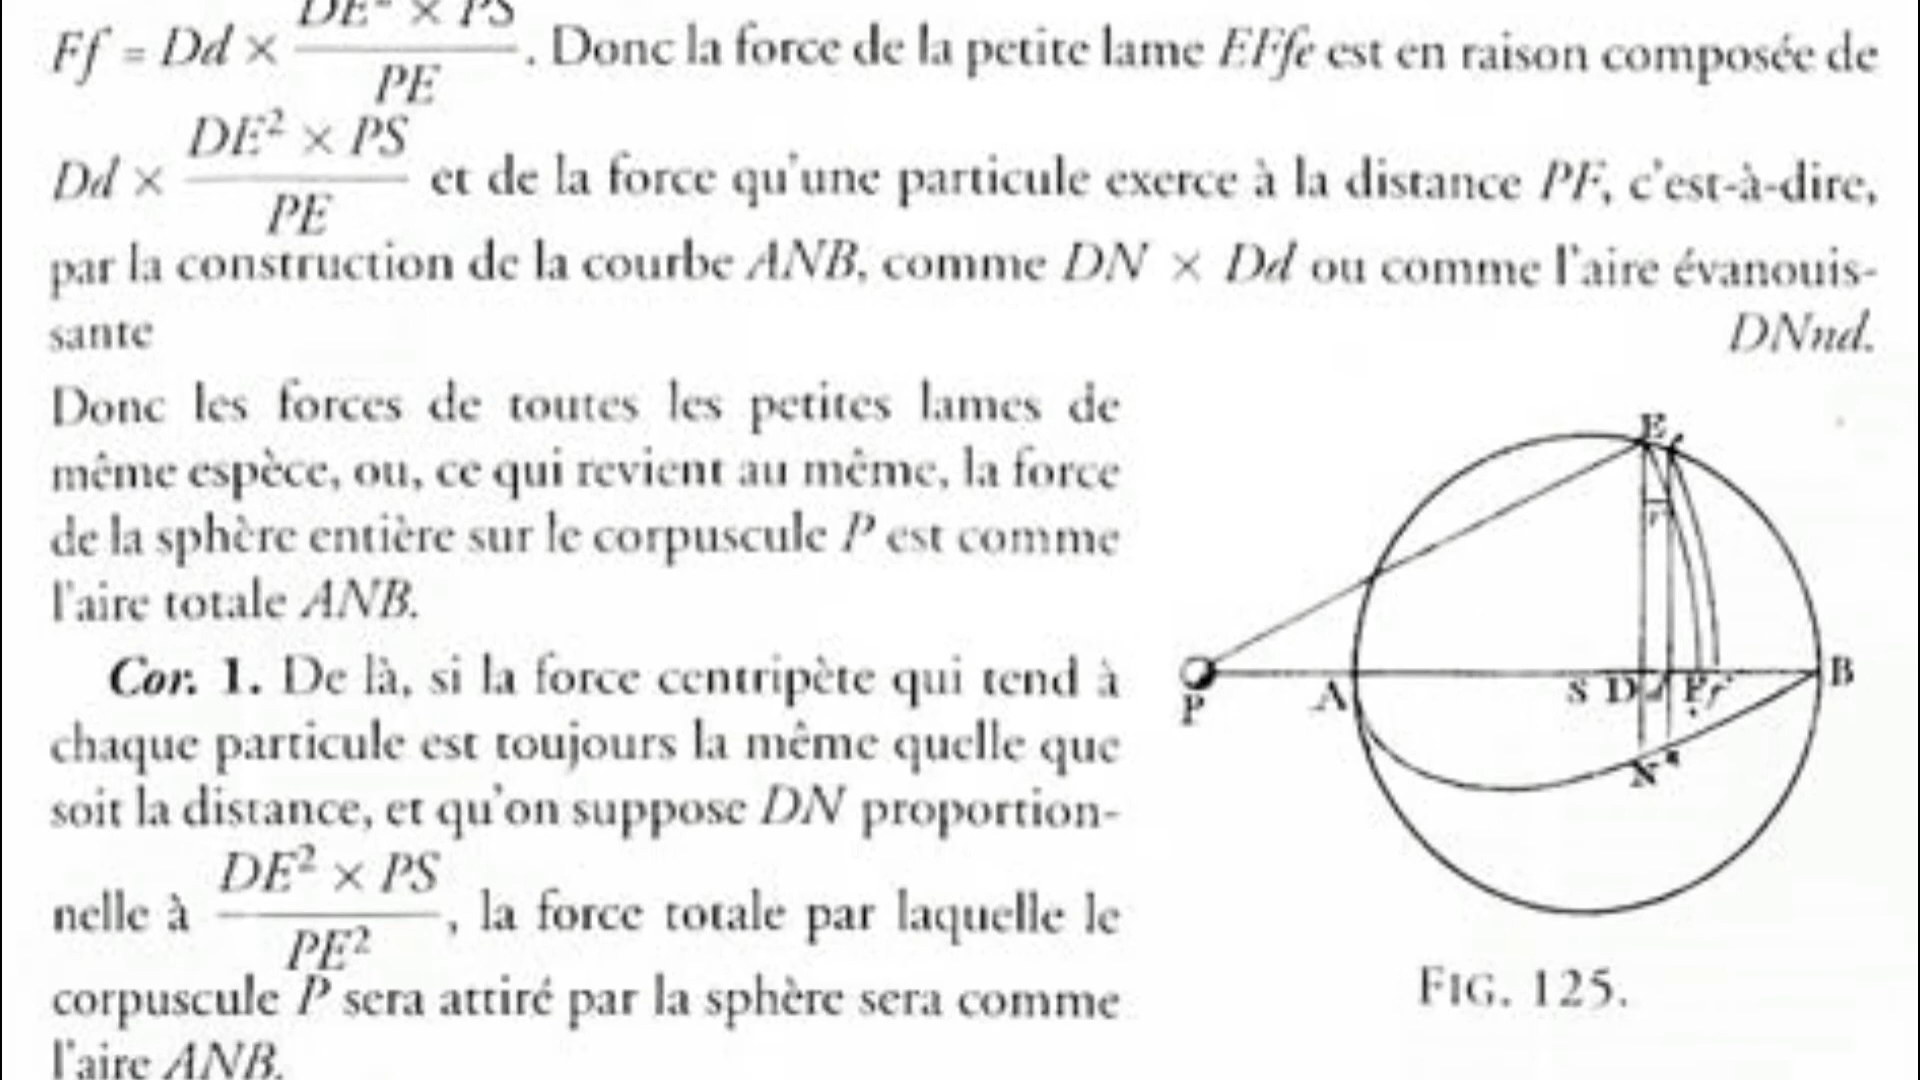 Ff = Dd × DE² × PS / PE . Donc la force de la petite lame EFfe est en raison composée de
Dd × DE² × PS / PE et de la force qu'une particule exerce à la distance PF, c'est-à-dire,
par la construction de la courbe ANB, comme DN × Dd ou comme l'aire évanouis-
sante DNnd.
Donc les forces de toutes les petites lames de
même espèce, ou, ce qui revient au même, la force
de la sphère entière sur le corpuscule P est comme
l'aire totale ANB.
Cor. 1. De là, si la force centripète qui tend à
chaque particule est toujours la même quelle que
soit la distance, et qu'on suppose DN proportion-
nelle à DE² × PS / PE² , la force totale par laquelle le
corpuscule P sera attiré par la sphère sera comme
l'aire ANB.
E
r
P
A
S D d F f
B
N n
FIG. 125.